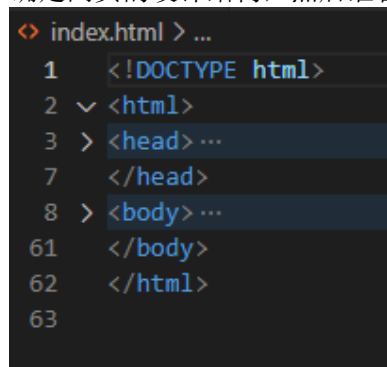 index.html > ...
1 <!DOCTYPE html>
2 <html>
3 <head> ...
7 </head>
8 <body> ...
61 </body>
62 </html>
63